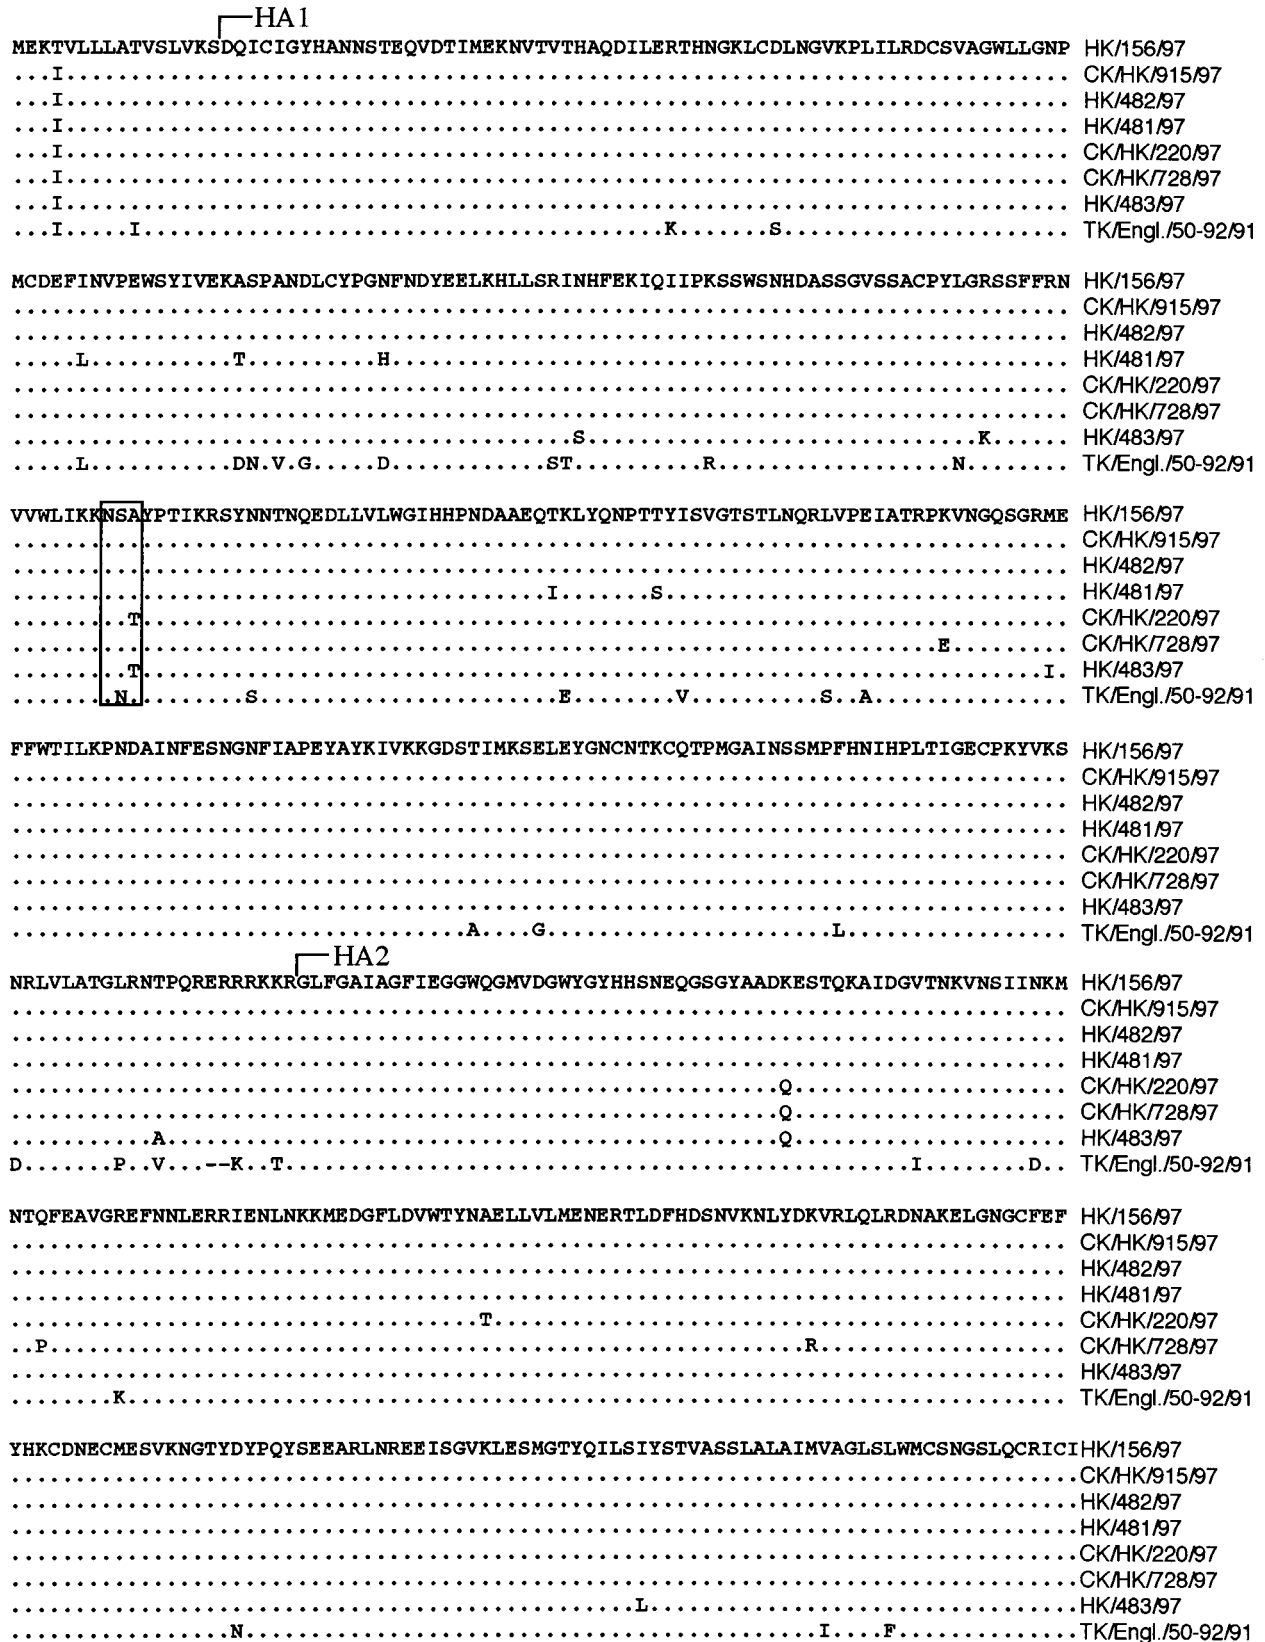 HA1
MEKTVLLLATVSLVKSDQICIGYHANNSTEQVDTIMEKNVTVTHAQDILERTHNGKLCDLNGVKPLILRDCSVAGWLLGNP HK/156/97
...I............................................................................. CK/HK/915/97
...I............................................................................. HK/482/97
...I............................................................................. HK/481/97
...I............................................................................. CK/HK/220/97
...I............................................................................. CK/HK/728/97
...I............................................................................. HK/483/97
...I.....I........................................K.......S...................... TK/Engl./50-92/91
MCDEFINVPEWSYIVEKASPANDLCYPGNFNDYEELKHLLSRINHFEKIQIIPKSSWSNHDASSGVSSACPYLGRSSFFRN HK/156/97
................................................................................. CK/HK/915/97
................................................................................. HK/482/97
.....L...........T..........H.................................................... HK/481/97
................................................................................. CK/HK/220/97
................................................................................. CK/HK/728/97
...........................................S..............................K...... HK/483/97
.....L...........DN.V.G.....D............ST..........R..................N........ TK/Engl./50-92/91
VVWLIKKNSAYPTIKRSYNNTNQEDLLVLWGIHHPNDAAEQTKLYQNPTTYISVGTSTLNQRLVPEIATRPKVNGQSGRME HK/156/97
................................................................................. CK/HK/915/97
................................................................................. HK/482/97
.........................................I.......S............................... HK/481/97
.........T....................................................................... CK/HK/220/97
.......................................................................E......... CK/HK/728/97
.........T.....................................................................I. HK/483/97
........N.........S.......................E........V..........S..A............... TK/Engl./50-92/91
FFWTILKPNDAINFESNGNFIAPEYAYKIVKKGDSTIMKSELEYGNCNTKCQTPMGAINSSMPFHNIHPLTIGECPKYVKS HK/156/97
................................................................................. CK/HK/915/97
................................................................................. HK/482/97
................................................................................. HK/481/97
................................................................................. CK/HK/220/97
................................................................................. CK/HK/728/97
................................................................................. HK/483/97
...................................A....G......................L................. TK/Engl./50-92/91
HA2
NRLVLATGLRNTPQRERRRKKRGLFGAIAGFIEGGWQGMVDGWYGYHHSNEQGSGYAADKESTQKAIDGVTNKVNSIINKM HK/156/97
................................................................................. CK/HK/915/97
................................................................................. HK/482/97
................................................................................. HK/481/97
...........................................................Q..................... CK/HK/220/97
...........................................................Q..................... CK/HK/728/97
...........A...............................................Q..................... HK/483/97
D.......P..V...--K..T................................................I........D.. TK/Engl./50-92/91
NTQFEAVGREFNNLERRIENLNKKMEDGFLDVWTYNAELLVLMENERTLDFHDSNVKNLYDKVRLQLRDNAKELGNGCFEF HK/156/97
................................................................................. CK/HK/915/97
................................................................................. HK/482/97
................................................................................. HK/481/97
....................................T............................................ CK/HK/220/97
..P..........................................................R................... CK/HK/728/97
................................................................................. HK/483/97
........K........................................................................ TK/Engl./50-92/91
YHKCDNECMESVKNGTYDYPQYSEEARLNREEISGVKLESMGTYQILSIYSTVASSLALAIMVAGLSLWMCSNGSLQCRICI HK/156/97
.................................................................................. CK/HK/915/97
.................................................................................. HK/482/97
.................................................................................. HK/481/97
.................................................................................. CK/HK/220/97
.................................................................................. CK/HK/728/97
................................................L................................. HK/483/97
.................N............................................I....F.............. TK/Engl./50-92/91